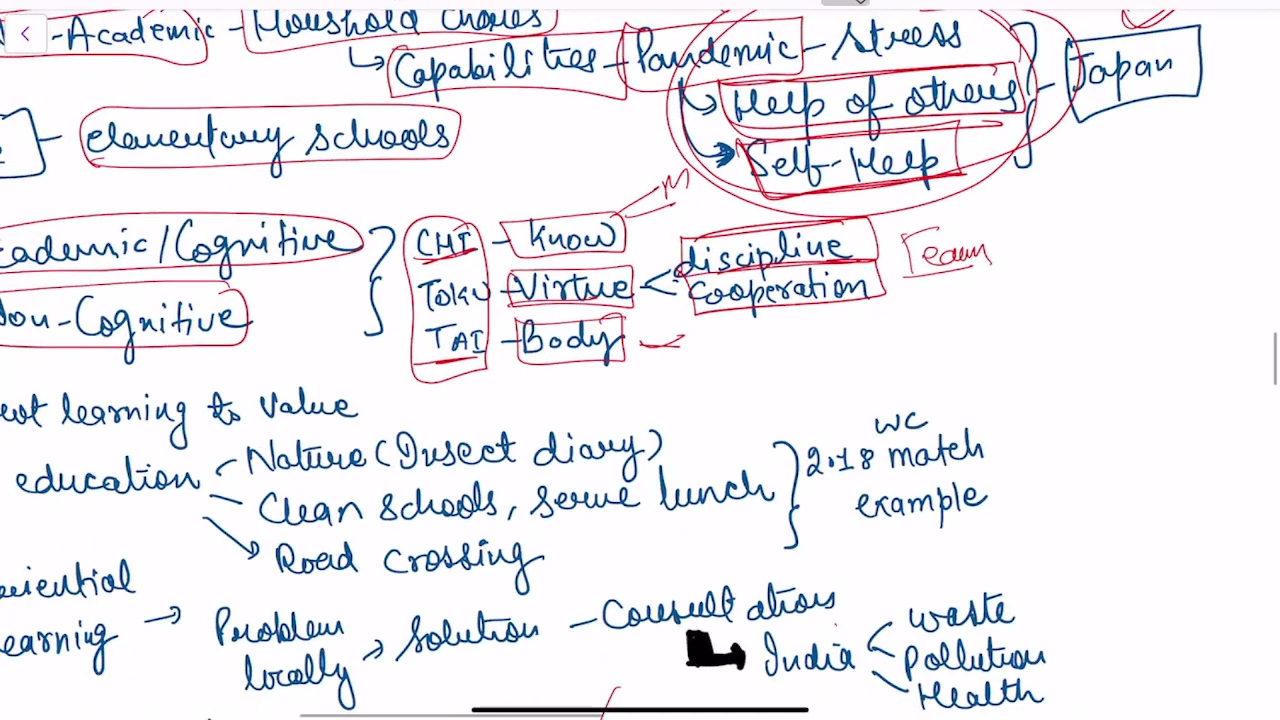 -Academic - Household chores
Capabilities - Pandemic - Stress
Help of others
Self-Help
Japan
elementary schools
Academic/Cognitive
Non-Cognitive
CHI - Know
TOKU - Virtue
discipline
cooperation
Team
TAI - Body
learning to value
education
Nature (Insect diary)
Clean schools, serve lunch
Road crossing
WC
2018 match
example
Problem locally
Solution - Consultations
India
waste
Pollution
Health